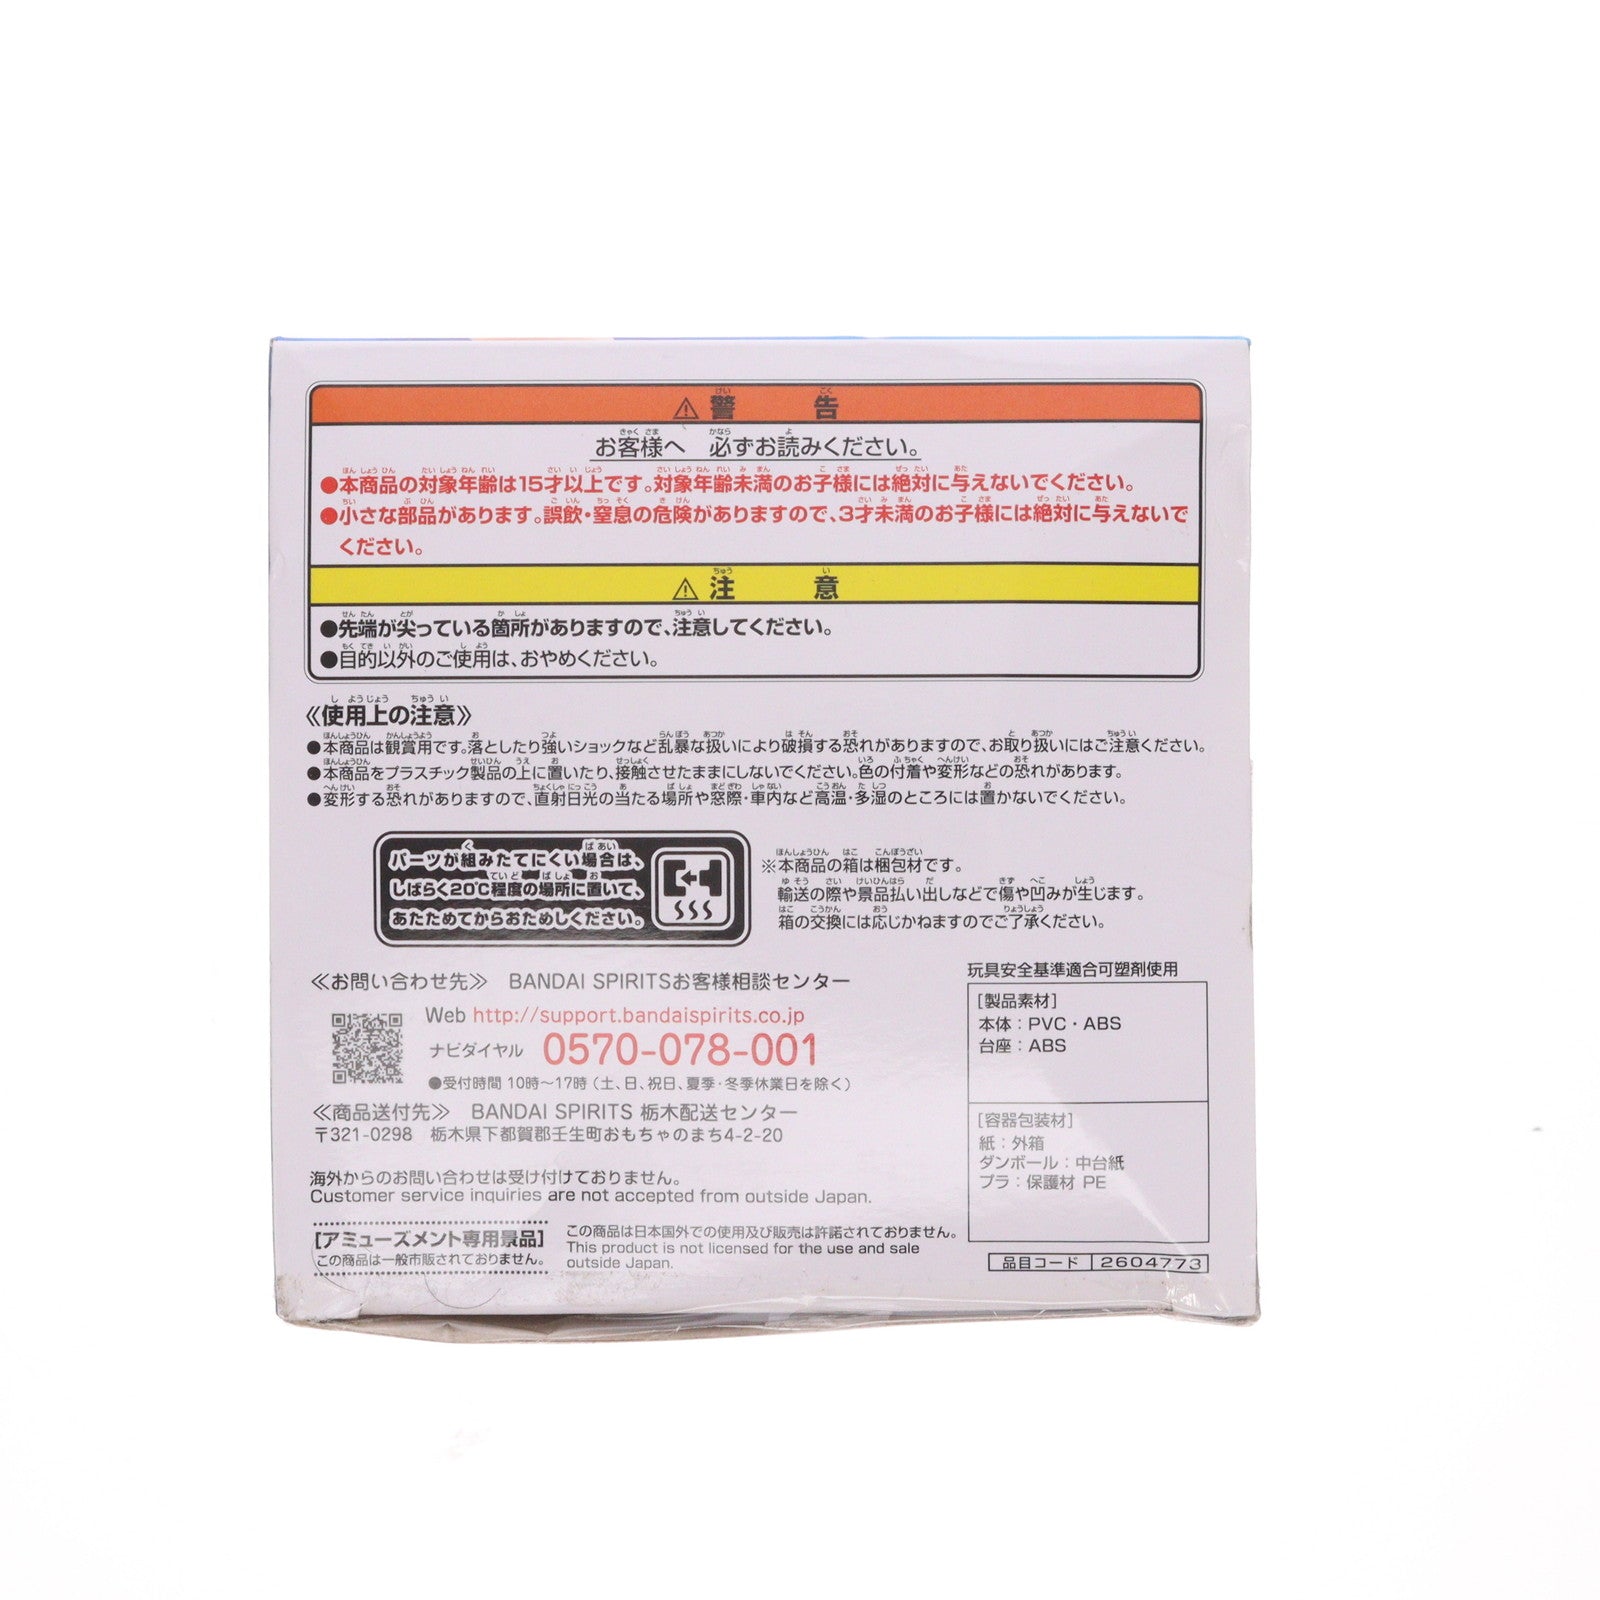 ⚠警告
お客様へ 必ずお読みください。
●本商品の対象年齢は15才以上です。対象年齢未満のお子様には絶対に与えないでください。
●小さな部品があります。誤飲・窒息の危険がありますので、3才未満のお子様には絶対に与えないで
ください。
⚠注意
●先端が尖っている箇所がありますので、注意してください。
●目的以外のご使用は、おやめください。
《使用上の注意》
●本商品は観賞用です。落としたり強いショックなど乱暴な扱いにより破損する恐れがありますので、お取り扱いにはご注意ください。
●本商品をプラスチック製品の上に置いたり、接触させたままにしないでください。色の付着や変形などの恐れがあります。
●変形する恐れがありますので、直射日光の当たる場所や窓際・車内など高温・多湿のところには置かないでください。
パーツが組みたてにくい場合は、
しばらく20℃程度の場所に置いて、
あたためてからおためしください。
※本商品の箱は梱包材です。
輸送の際や景品払い出しなどで傷や凹みが生じます。
箱の交換には応じかねますのでご了承ください。
≪お問い合わせ先≫ BANDAI SPIRITSお客様相談センター
Web http://support.bandaispirits.co.jp
ナビダイヤル 0570-078-001
●受付時間 10時～17時（土、日、祝日、夏季・冬季休業日を除く）
≪商品送付先≫ BANDAI SPIRITS 栃木配送センター
〒321-0298 栃木県下都賀郡壬生町おもちゃのまち4-2-20
海外からのお問い合わせは受け付けておりません。
Customer service inquiries are not accepted from outside Japan.
[アミューズメント専用景品]
この商品は一般市販されておりません。
この商品は日本国外での使用及び販売は許諾されておりません。
This product is not licensed for the use and sale
outside Japan.
玩具安全基準適合可塑剤使用
[製品素材]
本体：PVC・ABS
台座：ABS
[容器包装材]
紙：外箱
ダンボール：中台紙
プラ：保護材 PE
品目コード 2604773